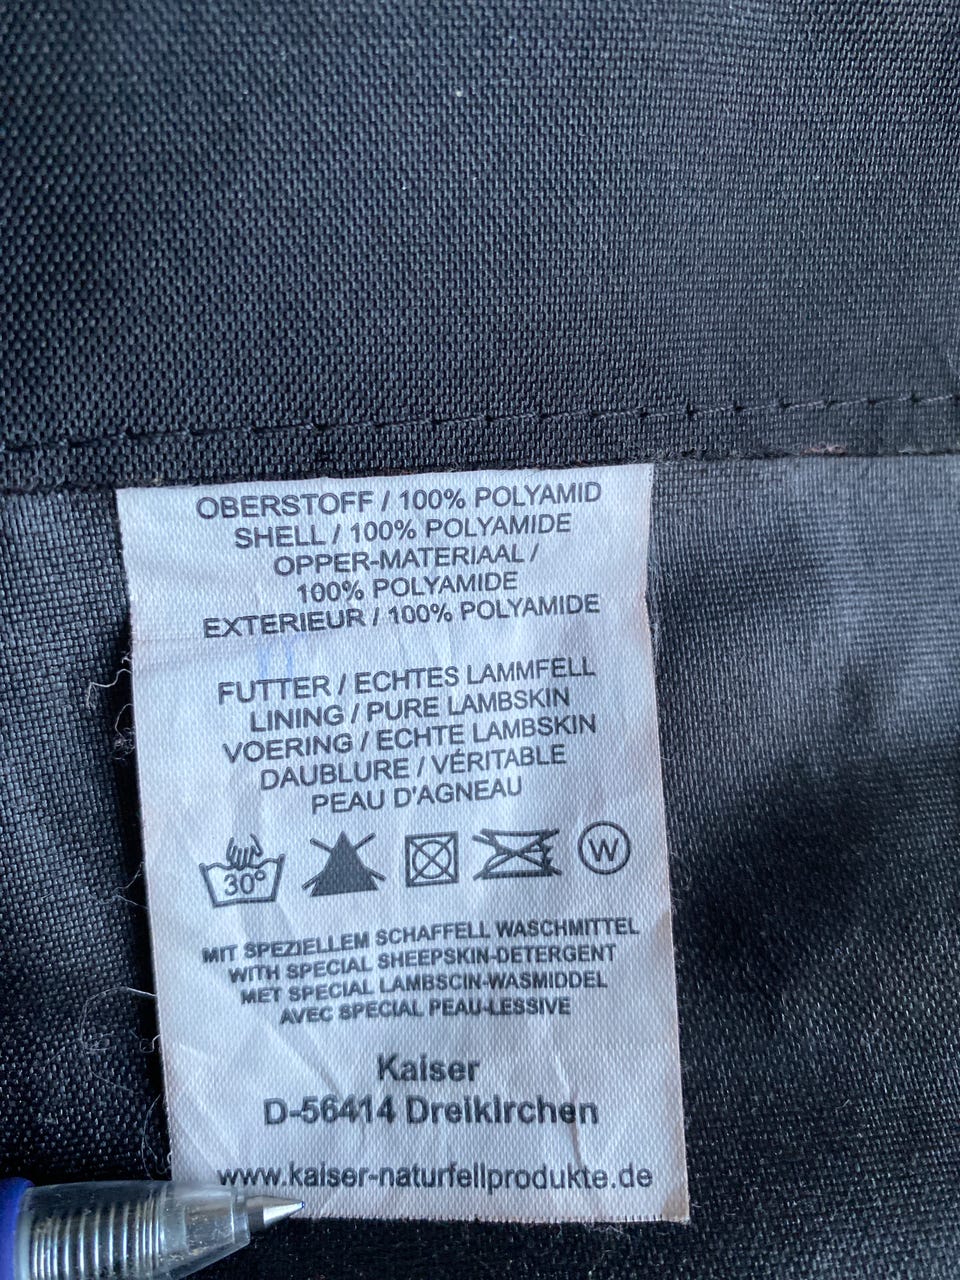 OBERSTOFF / 100% POLYAMID
SHELL / 100% POLYAMIDE
OPPER-MATERIAAL /
100% POLYAMIDE
EXTERIEUR / 100% POLYAMIDE
FUTTER / ECHTES LAMMFELL
LINING / PURE LAMBSKIN
VOERING / ECHTE LAMBSKIN
DAUBLURE / VÉRITABLE
PEAU D'AGNEAU
30° W
MIT SPEZIELLEM SCHAFFELL WASCHMITTEL
WITH SPECIAL SHEEPSKIN-DETERGENT
MET SPECIAL LAMBSCIN-WASMIDDEL
AVEC SPECIAL PEAU-LESSIVE
Kaiser
D-56414 Dreikirchen
www.kaiser-naturfellprodukte.de